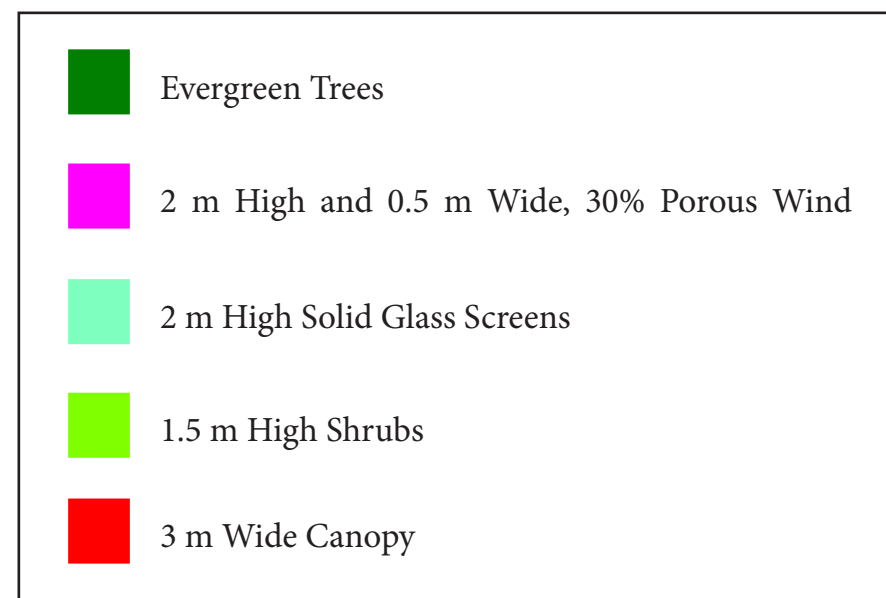 Evergreen Trees
2 m High and 0.5 m Wide, 30% Porous Wind
2 m High Solid Glass Screens
1.5 m High Shrubs
3 m Wide Canopy